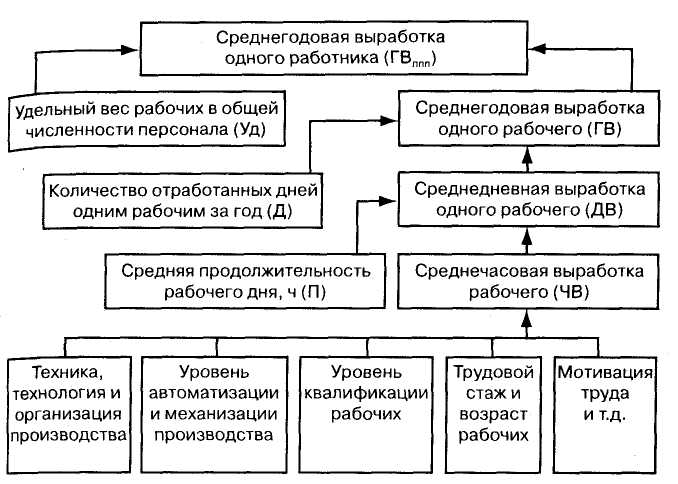 Среднегодовая выработка
одного работника (ГВппп)
Удельный вес рабочих в общей
численности персонала (Уд)
Среднегодовая выработка
одного рабочего (ГВ)
Количество отработанных дней
одним рабочим за год (Д)
Среднедневная выработка
одного рабочего (ДВ)
Средняя продолжительность
рабочего дня, ч (П)
Среднечасовая выработка
рабочего (ЧВ)
Техника,
технология и
организация
производства
Уровень
автоматизации
и механизации
производства
Уровень
квалификации
рабочих
Трудовой
стаж и
возраст
рабочих
Мотивация
труда
и т.д.